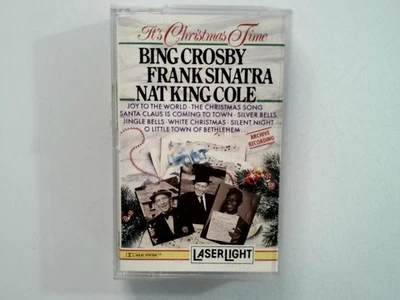 It's Christmas Time
BING CROSBY
FRANK SINATRA
NAT KING COLE
JOY TO THE WORLD · THE CHRISTMAS SONG
SANTA CLAUS IS COMING TO TOWN · SILVER BELLS
JINGLE BELLS · WHITE CHRISTMAS · SILENT NIGHT
O LITTLE TOWN OF BETHLEHEM
ARCHIVE
RECORDING
LASERLIGHT